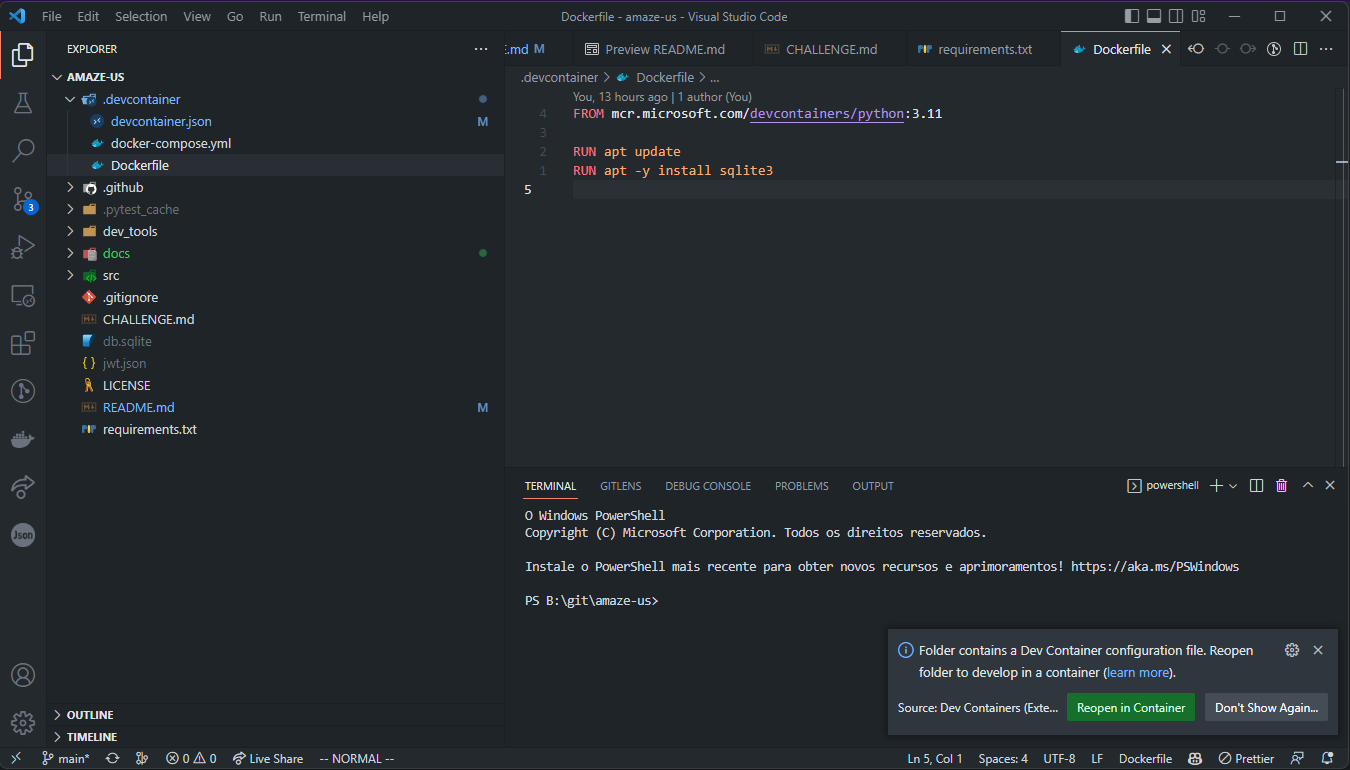 File Edit Selection View Go Run Terminal Help
Dockerfile - amaze-us - Visual Studio Code
EXPLORER
AMAZE-US
.devcontainer
devcontainer.json M
docker-compose.yml
Dockerfile
.github
.pytest_cache
dev_tools
docs
src
.gitignore
CHALLENGE.md
db.sqlite
jwt.json
LICENSE
README.md M
requirements.txt
OUTLINE
TIMELINE
3
Json
E.md M Preview README.md CHALLENGE.md requirements.txt Dockerfile
.devcontainer > Dockerfile > ...
You, 13 hours ago | 1 author (You)
4 FROM mcr.microsoft.com/devcontainers/python:3.11
3
2 RUN apt update
1 RUN apt -y install sqlite3
5
TERMINAL GITLENS DEBUG CONSOLE PROBLEMS OUTPUT powershell
O Windows PowerShell
Copyright (C) Microsoft Corporation. Todos os direitos reservados.
Instale o PowerShell mais recente para obter novos recursos e aprimoramentos! https://aka.ms/PSWindows
PS B:\git\amaze-us>
Folder contains a Dev Container configuration file. Reopen
folder to develop in a container (learn more).
Source: Dev Containers (Exte... Reopen in Container Don't Show Again...
main* 0 0 Live Share -- NORMAL -- Ln 5, Col 1 Spaces: 4 UTF-8 LF Dockerfile Prettier